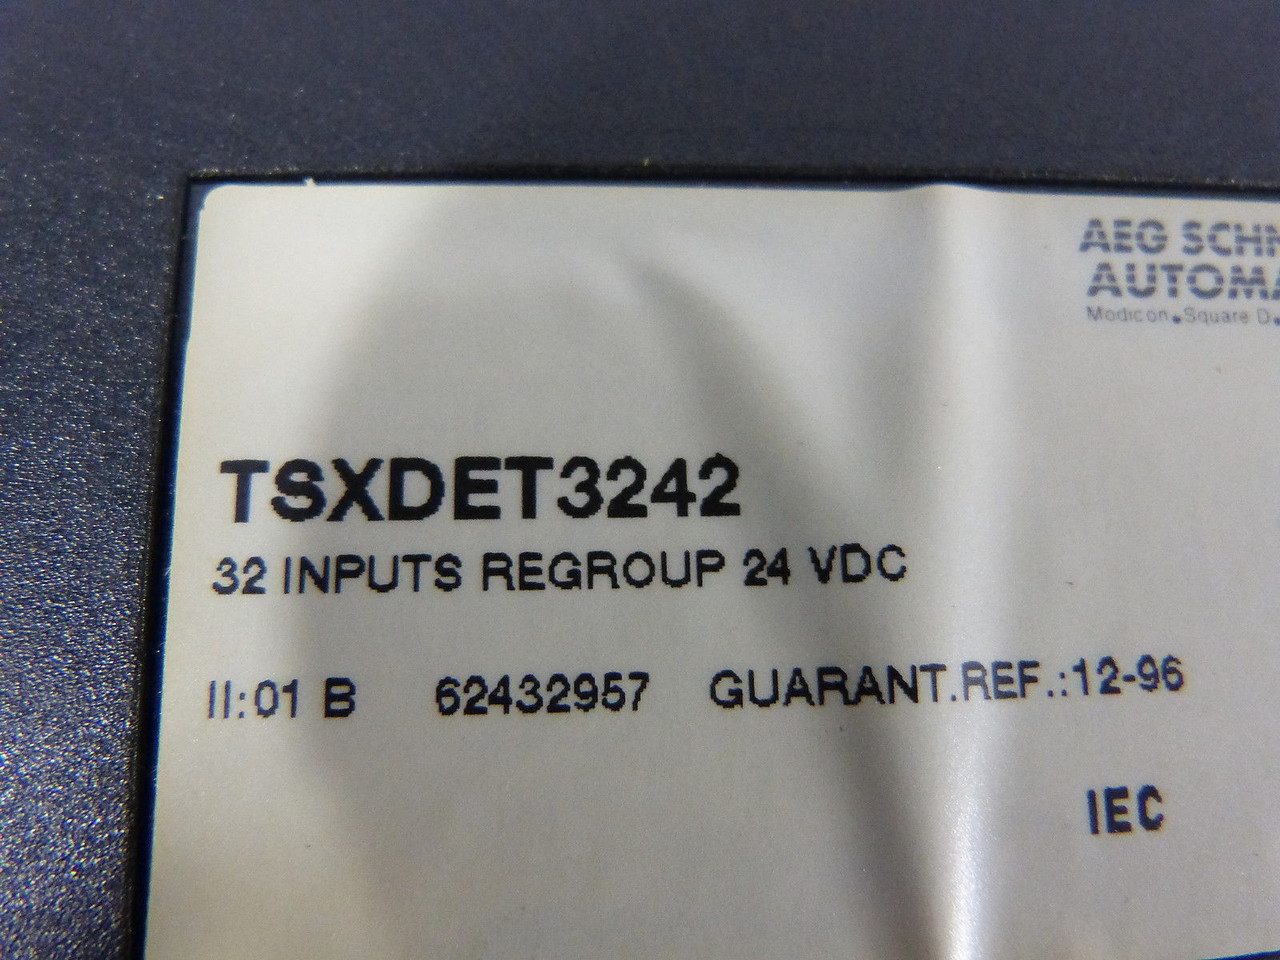 AEG SCHN
AUTOMA
Modicon.Square D.
TSXDET3242
32 INPUTS REGROUP 24 VDC
II:01 B 62432957 GUARANT.REF.:12-96
IEC